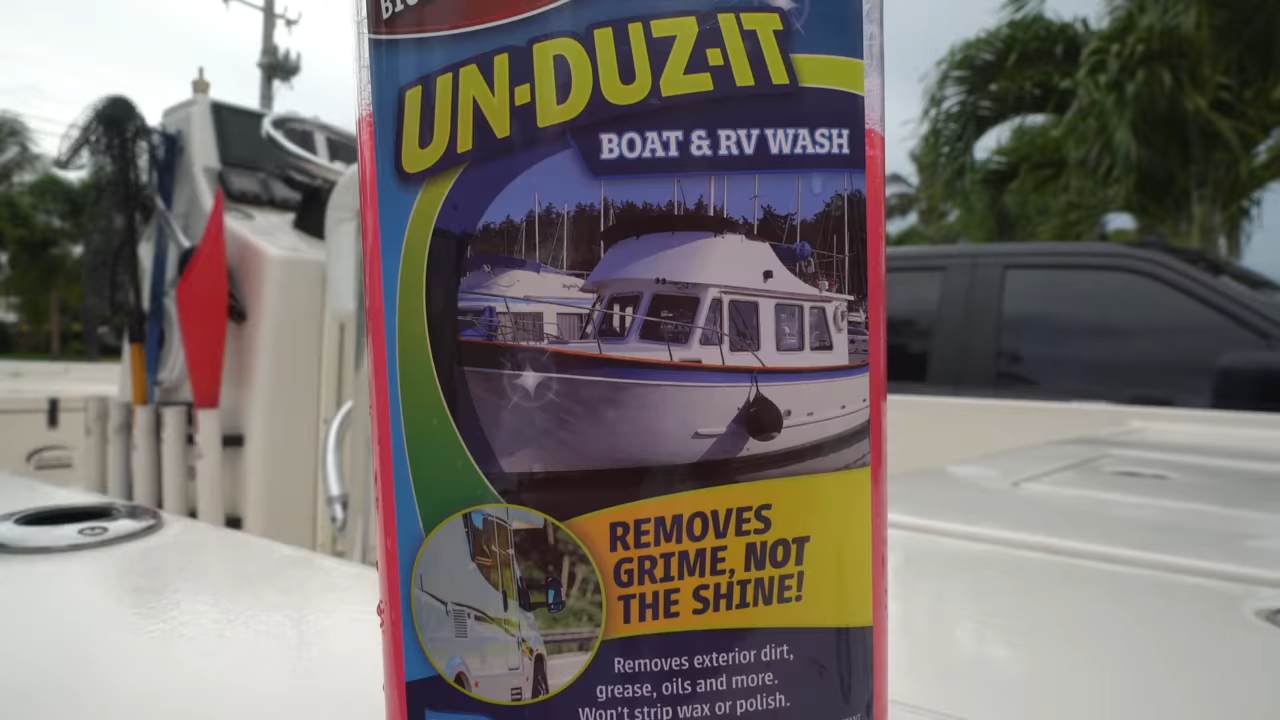 UN-DUZ-IT
BOAT & RV WASH
REMOVES
GRIME, NOT
THE SHINE!
Removes exterior dirt,
grease, oils and more.
Won't strip wax or polish.